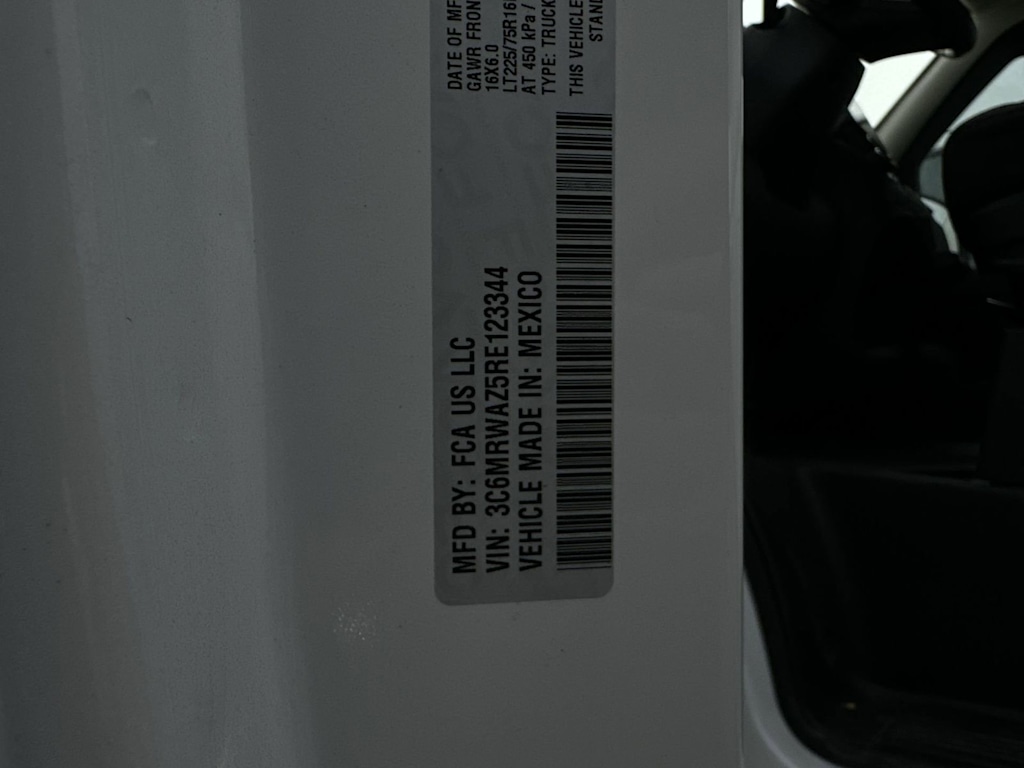 MFD BY: FCA US LLC
VIN: 3C6MRWAZ5RE123344
VEHICLE MADE IN: MEXICO
DATE OF MF
GAWR FRON
16X6.0
LT225/75R16
AT 450 kPa /
TYPE: TRUCK
THIS VEHICLE
STAND